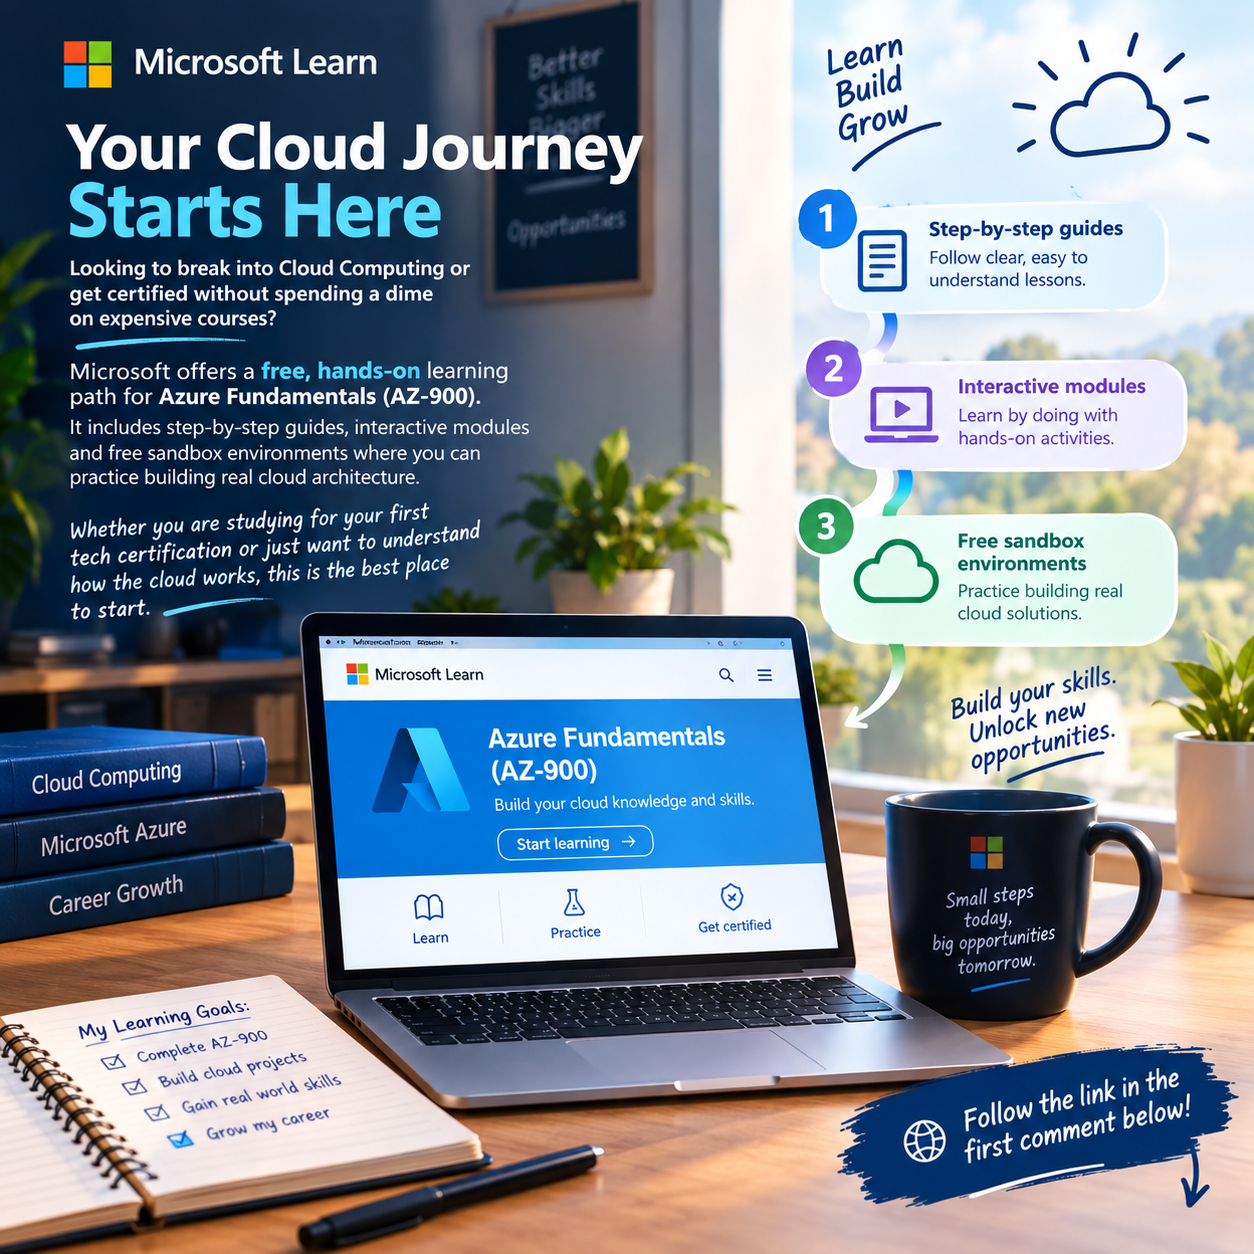 Microsoft Learn
Your Cloud Journey
Starts Here
Looking to break into Cloud Computing or
get certified without spending a dime
on expensive courses?
Microsoft offers a free, hands-on learning
path for Azure Fundamentals (AZ-900).
It includes step-by-step guides, interactive modules
and free sandbox environments where you can
practice building real cloud architecture.
Whether you are studying for your first
tech certification or just want to understand
how the cloud works, this is the best place
to start.
Better
Skills
Bigger
Opportunities
Learn
Build
Grow
1
Step-by-step guides
Follow clear, easy to
understand lessons.
2
Interactive modules
Learn by doing with
hands-on activities.
3
Free sandbox
environments
Practice building real
cloud solutions.
Build your skills.
Unlock new
opportunities.
Microsoft Learn
Azure Fundamentals
(AZ-900)
Build your cloud knowledge and skills.
Start learning
Learn
Practice
Get certified
Cloud Computing
Microsoft Azure
Career Growth
Small steps
today,
big opportunities
tomorrow.
My Learning Goals:
Complete AZ-900
Build cloud projects
Gain real world skills
Grow my career
Follow the link in the
first comment below!